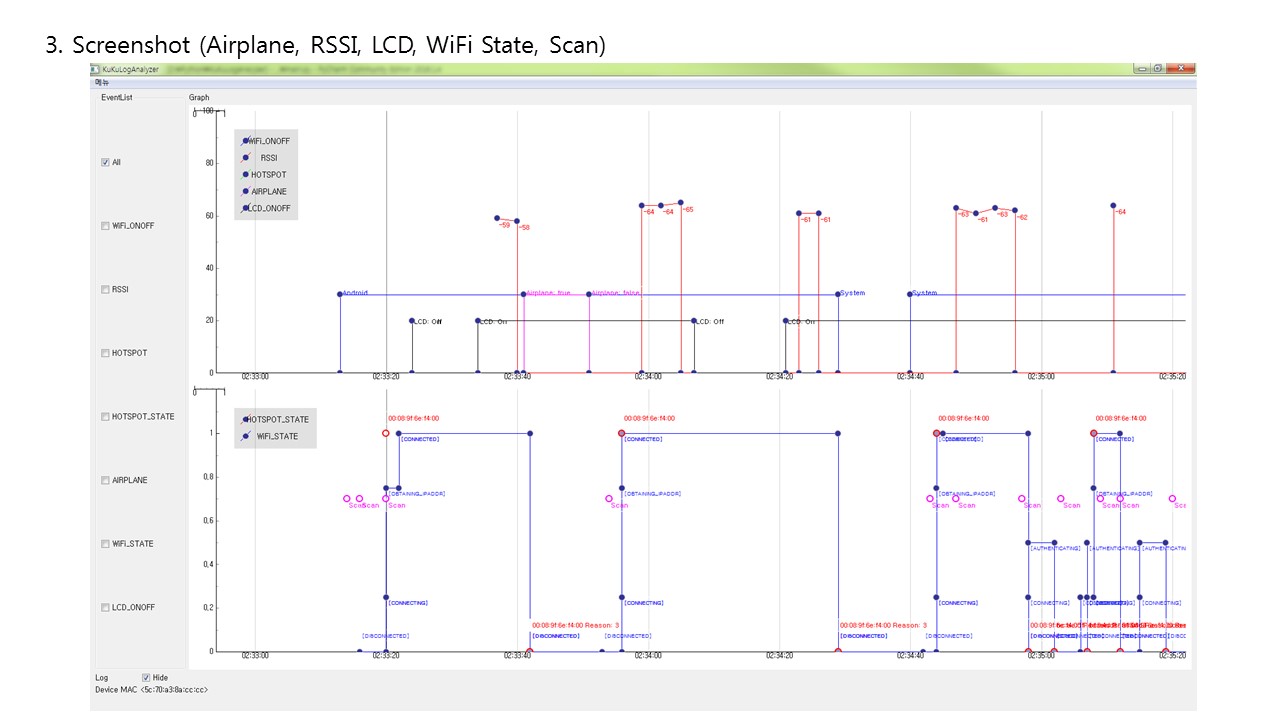 3. Screenshot (Airplane, RSSI, LCD, WiFi State, Scan)
KuKuLogAnalyzer
메뉴
EventList
Graph
All
WIFI_ONOFF
RSSI
HOTSPOT
HOTSPOT_STATE
AIRPLANE
WIFI_STATE
LCD_ONOFF
100
80
60
40
20
0
WIFI_ONOFF
RSSI
HOTSPOT
AIRPLANE
LCD_ONOFF
-59 -58 -64 -64 -65 -61 -61 -63 -61 -63 -62 -64
Android Airplane: true Airplane: false System System
LCD: Off LCD: On LCD: Off LCD: On
02:33:00 02:33:20 02:33:40 02:34:00 02:34:20 02:34:40 02:35:00 02:35:20
1
0.8
0.6
0.4
0.2
0
HOTSPOT_STATE
WIFI_STATE
00:08:9f:6e:f4:00 00:08:9f:6e:f4:00 00:08:9f:6e:f4:00 00:08:9f:6e:f4:00
[CONNECTED] [CONNECTED] [CONNECTED]
[OBTAINING_IPADDR] [OBTAINING_IPADDR] [OBTAINING_IPADDR] [OBTAINING_IPADDR]
Scan Scan Scan Scan Scan Scan Scan Scan Scan Scan
[AUTHENTICATING] [AUTHENTICATING]
[CONNECTING] [CONNECTING] [CONNECTING] [CONNECTING]
00:08:9f:6e:f4:00 Reason: 3 00:08:9f:6e:f4:00 Reason: 3
[DISCONNECTED] [DISCONNECTED] [DISCONNECTED] [DISCONNECTED] [DISCONNECTED]
02:33:00 02:33:20 02:33:40 02:34:00 02:34:20 02:34:40 02:35:00 02:35:20
Log
Hide
Device MAC <5c:70:a3:8a:cc:cc>